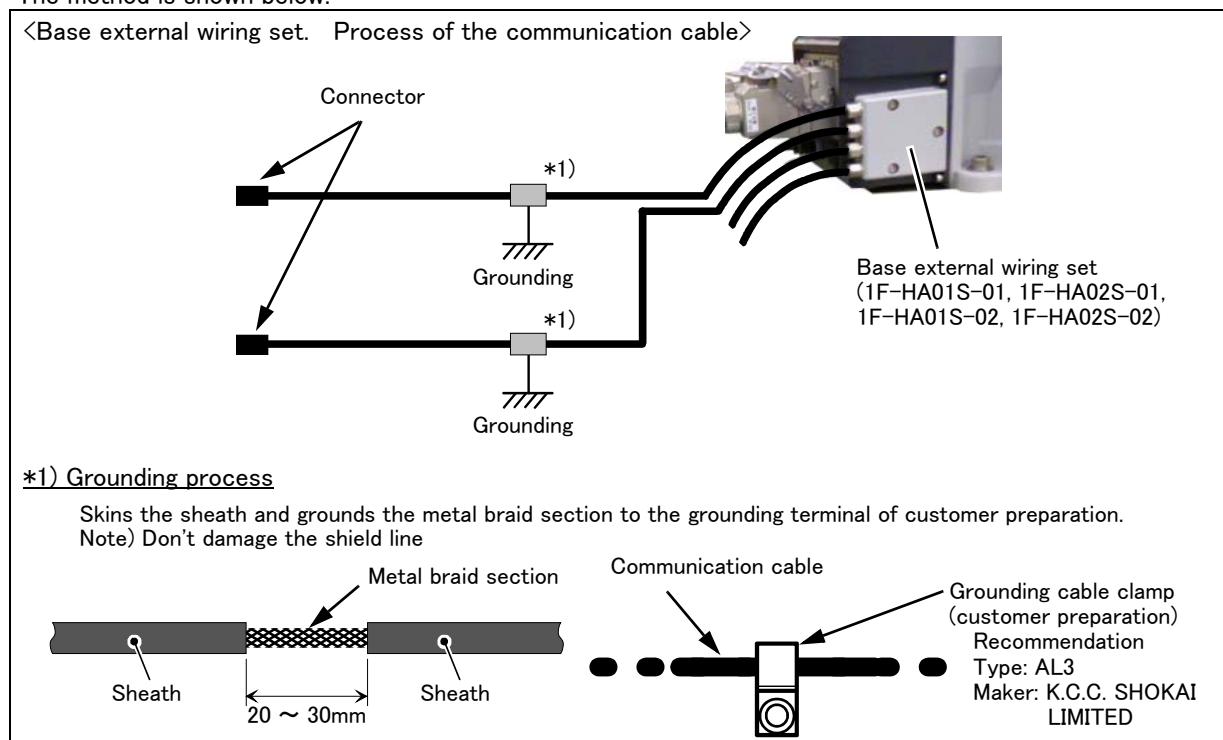 The method is shown below.
<Base external wiring set. Process of the communication cable>
Connector
*1)
Grounding
*1)
Grounding
Base external wiring set
(1F-HA01S-01, 1F-HA02S-01,
1F-HA01S-02, 1F-HA02S-02)
*1) Grounding process
Skins the sheath and grounds the metal braid section to the grounding terminal of customer preparation.
Note) Don't damage the shield line
Metal braid section
Sheath
Sheath
20 ～ 30mm
Communication cable
Grounding cable clamp
(customer preparation)
Recommendation
Type: AL3
Maker: K.C.C. SHOKAI
LIMITED